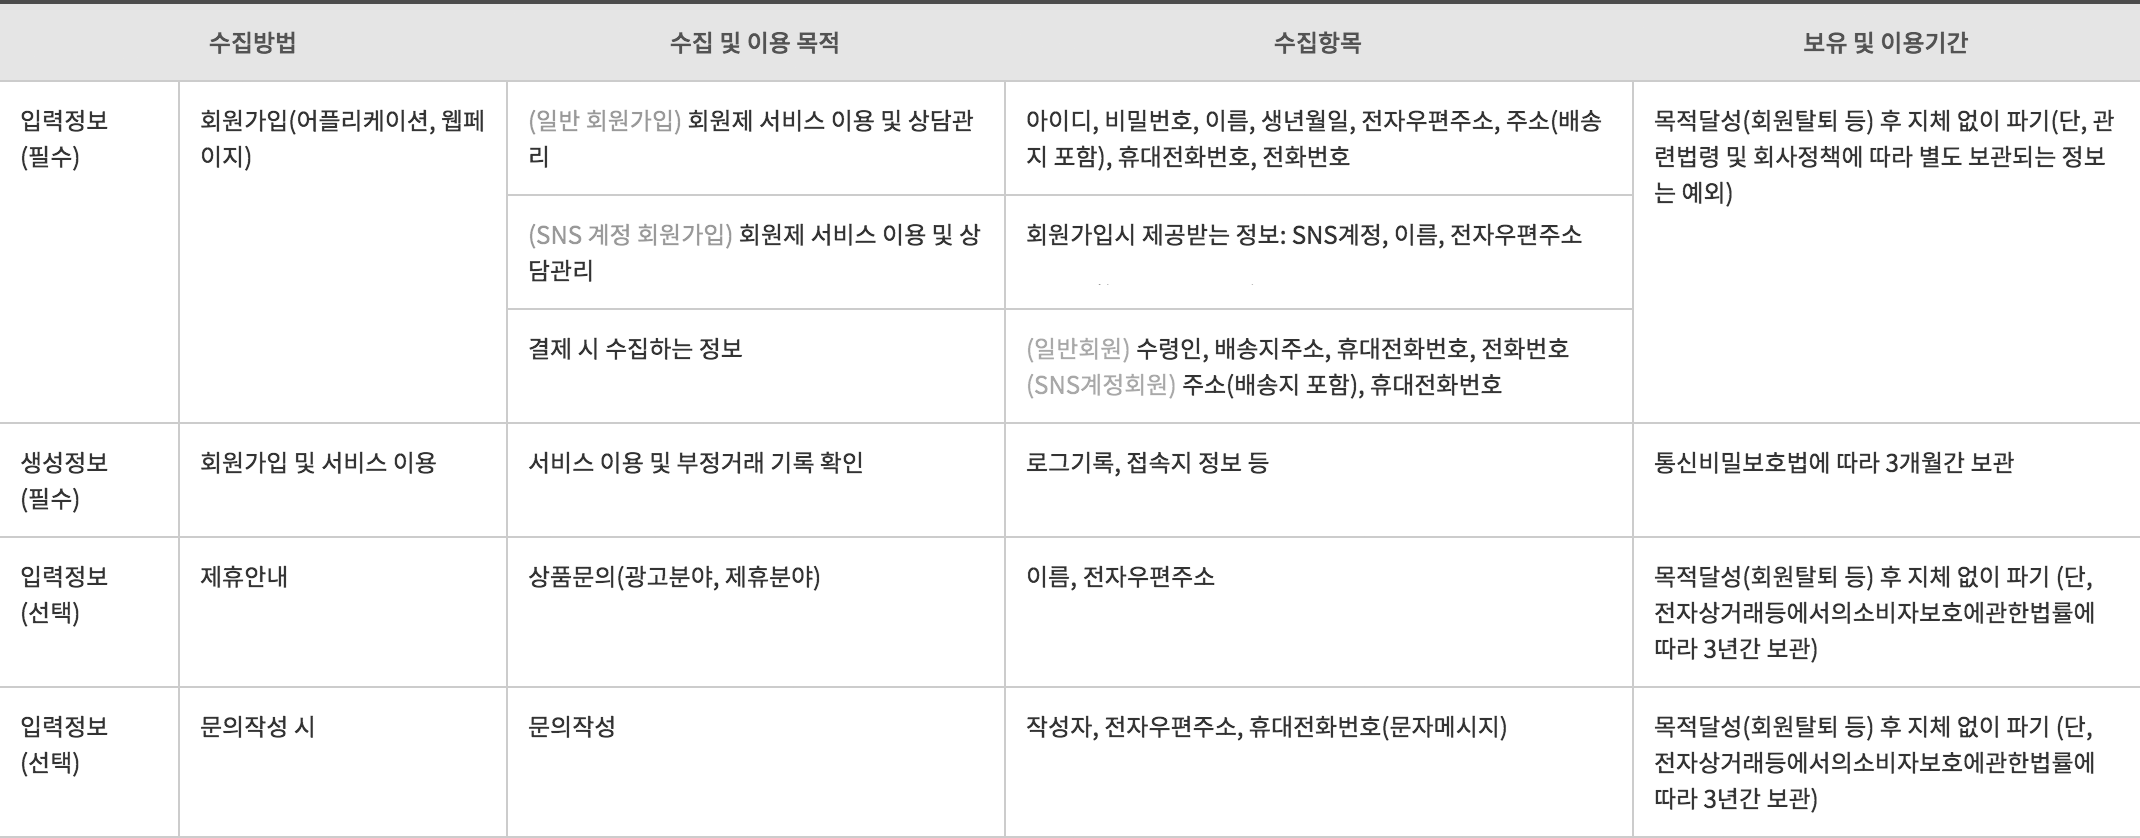 수집방법
수집 및 이용 목적
수집항목
보유 및 이용기간
입력정보
(필수)
회원가입(어플리케이션, 웹페
이지)
(일반 회원가입) 회원제 서비스 이용 및 상담관
리
아이디, 비밀번호, 이름, 생년월일, 전자우편주소, 주소(배송
지 포함), 휴대전화번호, 전화번호
목적달성(회원탈퇴 등) 후 지체 없이 파기(단, 관
련법령 및 회사정책에 따라 별도 보관되는 정보
는 예외)
(SNS 계정 회원가입) 회원제 서비스 이용 및 상
담관리
회원가입시 제공받는 정보: SNS계정, 이름, 전자우편주소
결제 시 수집하는 정보
(일반회원) 수령인, 배송지주소, 휴대전화번호, 전화번호
(SNS계정회원) 주소(배송지 포함), 휴대전화번호
생성정보
(필수)
회원가입 및 서비스 이용
서비스 이용 및 부정거래 기록 확인
로그기록, 접속지 정보 등
통신비밀보호법에 따라 3개월간 보관
입력정보
(선택)
제휴안내
상품문의(광고분야, 제휴분야)
이름, 전자우편주소
목적달성(회원탈퇴 등) 후 지체 없이 파기 (단,
전자상거래등에서의소비자보호에관한법률에
따라 3년간 보관)
입력정보
(선택)
문의작성 시
문의작성
작성자, 전자우편주소, 휴대전화번호(문자메시지)
목적달성(회원탈퇴 등) 후 지체 없이 파기 (단,
전자상거래등에서의소비자보호에관한법률에
따라 3년간 보관)